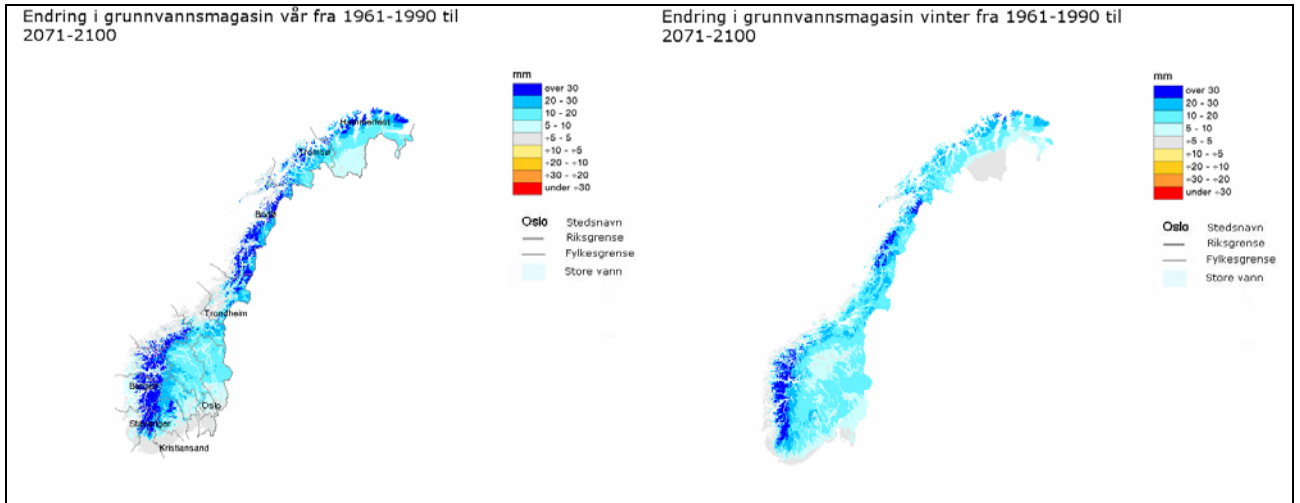 Endring i grunnvannsmagasin vår fra 1961-1990 til
2071-2100
mm
over 30
20 - 30
10 - 20
5 - 10
÷5 - 5
÷10 - ÷5
÷20 - ÷10
÷30 - ÷20
under ÷30
Oslo Stedsnavn
Riksgrense
Fylkesgrense
Store vann
Hammerfest
Tromsø
Bodø
Trondheim
Bergen
Oslo
Stavanger
Kristiansand
Endring i grunnvannsmagasin vinter fra 1961-1990 til
2071-2100
mm
over 30
20 - 30
10 - 20
5 - 10
÷5 - 5
÷10 - ÷5
÷20 - ÷10
÷30 - ÷20
under ÷30
Oslo Stedsnavn
Riksgrense
Fylkesgrense
Store vann